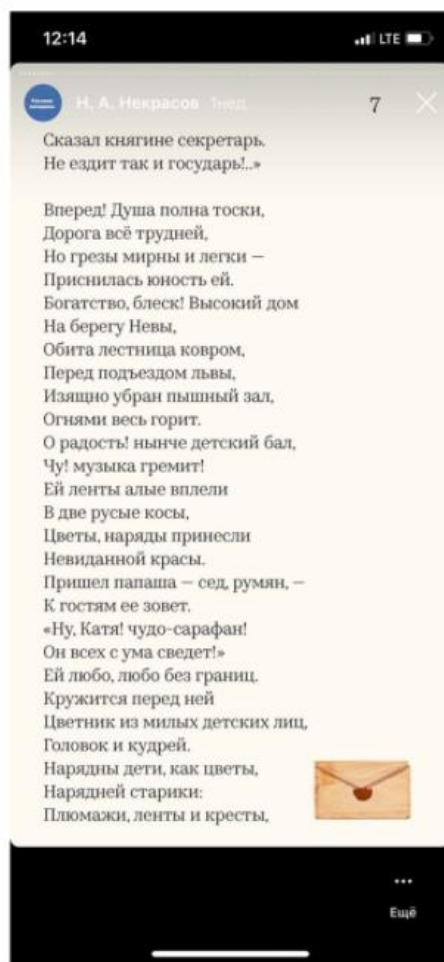 12:14
LTE
Н. А. Некрасов 1нед.
7
Сказал княгине секретарь.
Не ездит так и государь!..»
Вперед! Душа полна тоски,
Дорога всё трудней,
Но грезы мирны и легки —
Приснилась юность ей.
Богатство, блеск! Высокий дом
На берегу Невы,
Обита лестница ковром,
Перед подъездом львы,
Изящно убран пышный зал,
Огнями весь горит.
О радость! нынче детский бал,
Чу! музыка гремит!
Ей ленты алые вплели
В две русые косы,
Цветы, наряды принесли
Невиданной красы.
Пришел папаша — сед, румян, —
К гостям ее зовет.
«Ну, Катя! чудо-сарафан!
Он всех с ума сведет!»
Ей любо, любо без границ.
Кружится перед ней
Цветник из милых детских лиц,
Головок и кудрей.
Нарядны дети, как цветы,
Нарядней старики:
Плюмажи, ленты и кресты,
Ещё